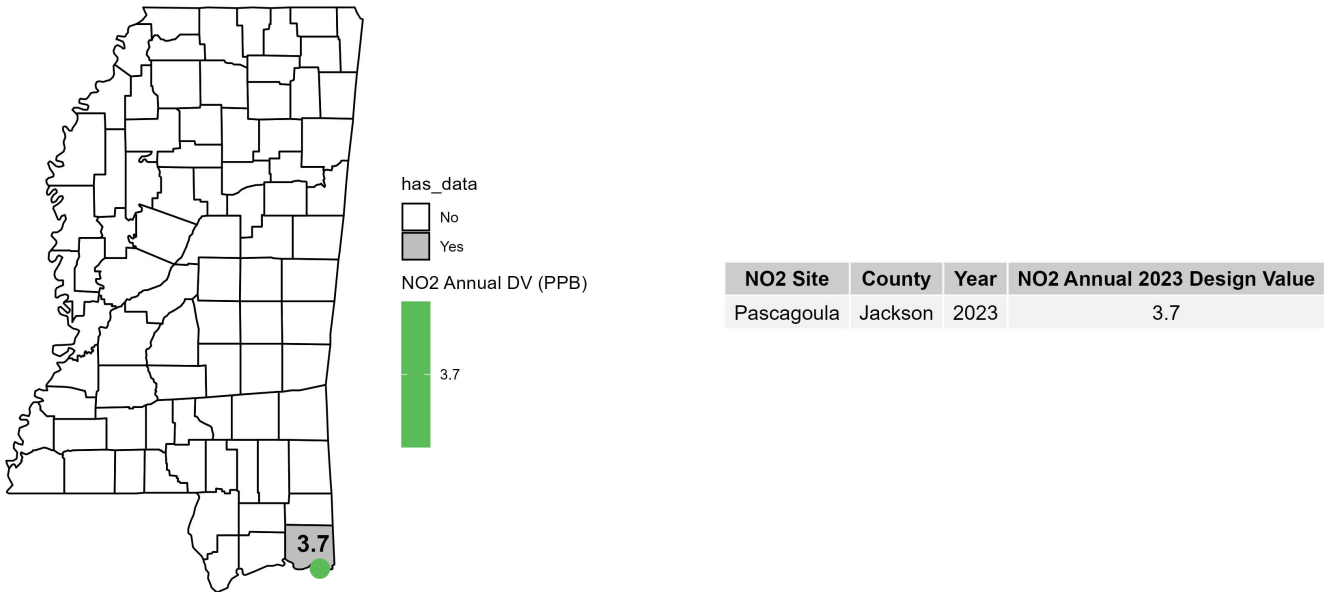 has_data
No
Yes
NO2 Annual DV (PPB)
3.7
3.7
NO2 Site County Year NO2 Annual 2023 Design Value
Pascagoula Jackson 2023 3.7